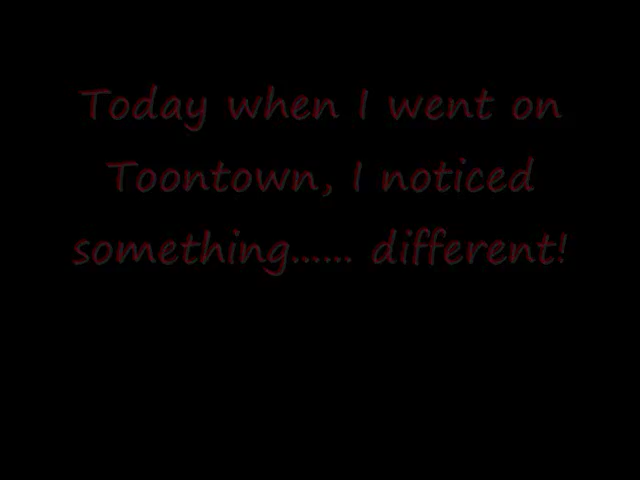 Today when I went on
Toontown, I noticed
something...... different!